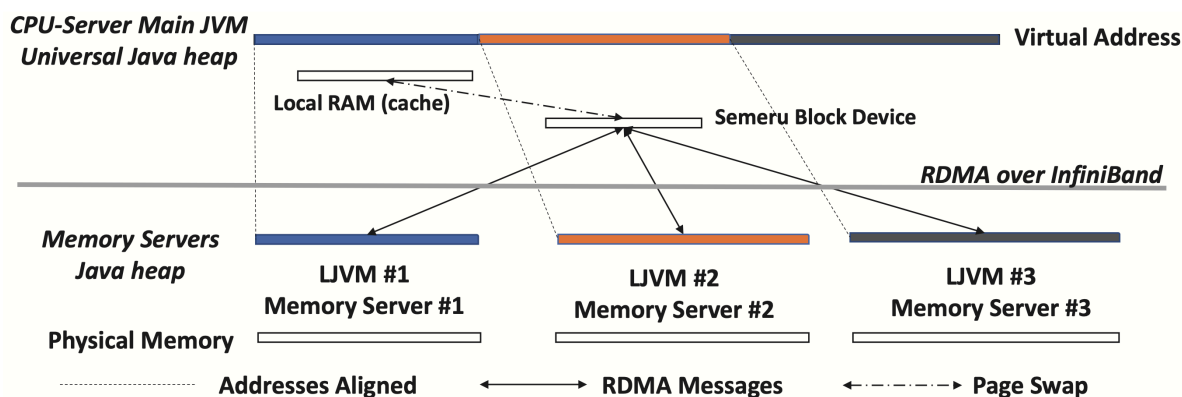 CPU-Server Main JVM
Universal Java heap
Virtual Address
Local RAM (cache)
Semeru Block Device
RDMA over InfiniBand
Memory Servers
Java heap
LJVM #1
Memory Server #1
LJVM #2
Memory Server #2
LJVM #3
Memory Server #3
Physical Memory
Addresses Aligned
RDMA Messages
Page Swap